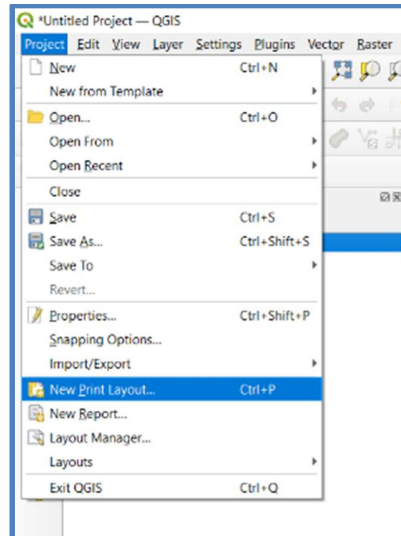 *Untitled Project — QGIS
Project Edit View Layer Settings Plugins Vector Raster
New Ctrl+N
New from Template
Open... Ctrl+O
Open From
Open Recent
Close
Save Ctrl+S
Save As... Ctrl+Shift+S
Save To
Revert...
Properties... Ctrl+Shift+P
Snapping Options...
Import/Export
New Print Layout... Ctrl+P
New Report...
Layout Manager...
Layouts
Exit QGIS Ctrl+Q